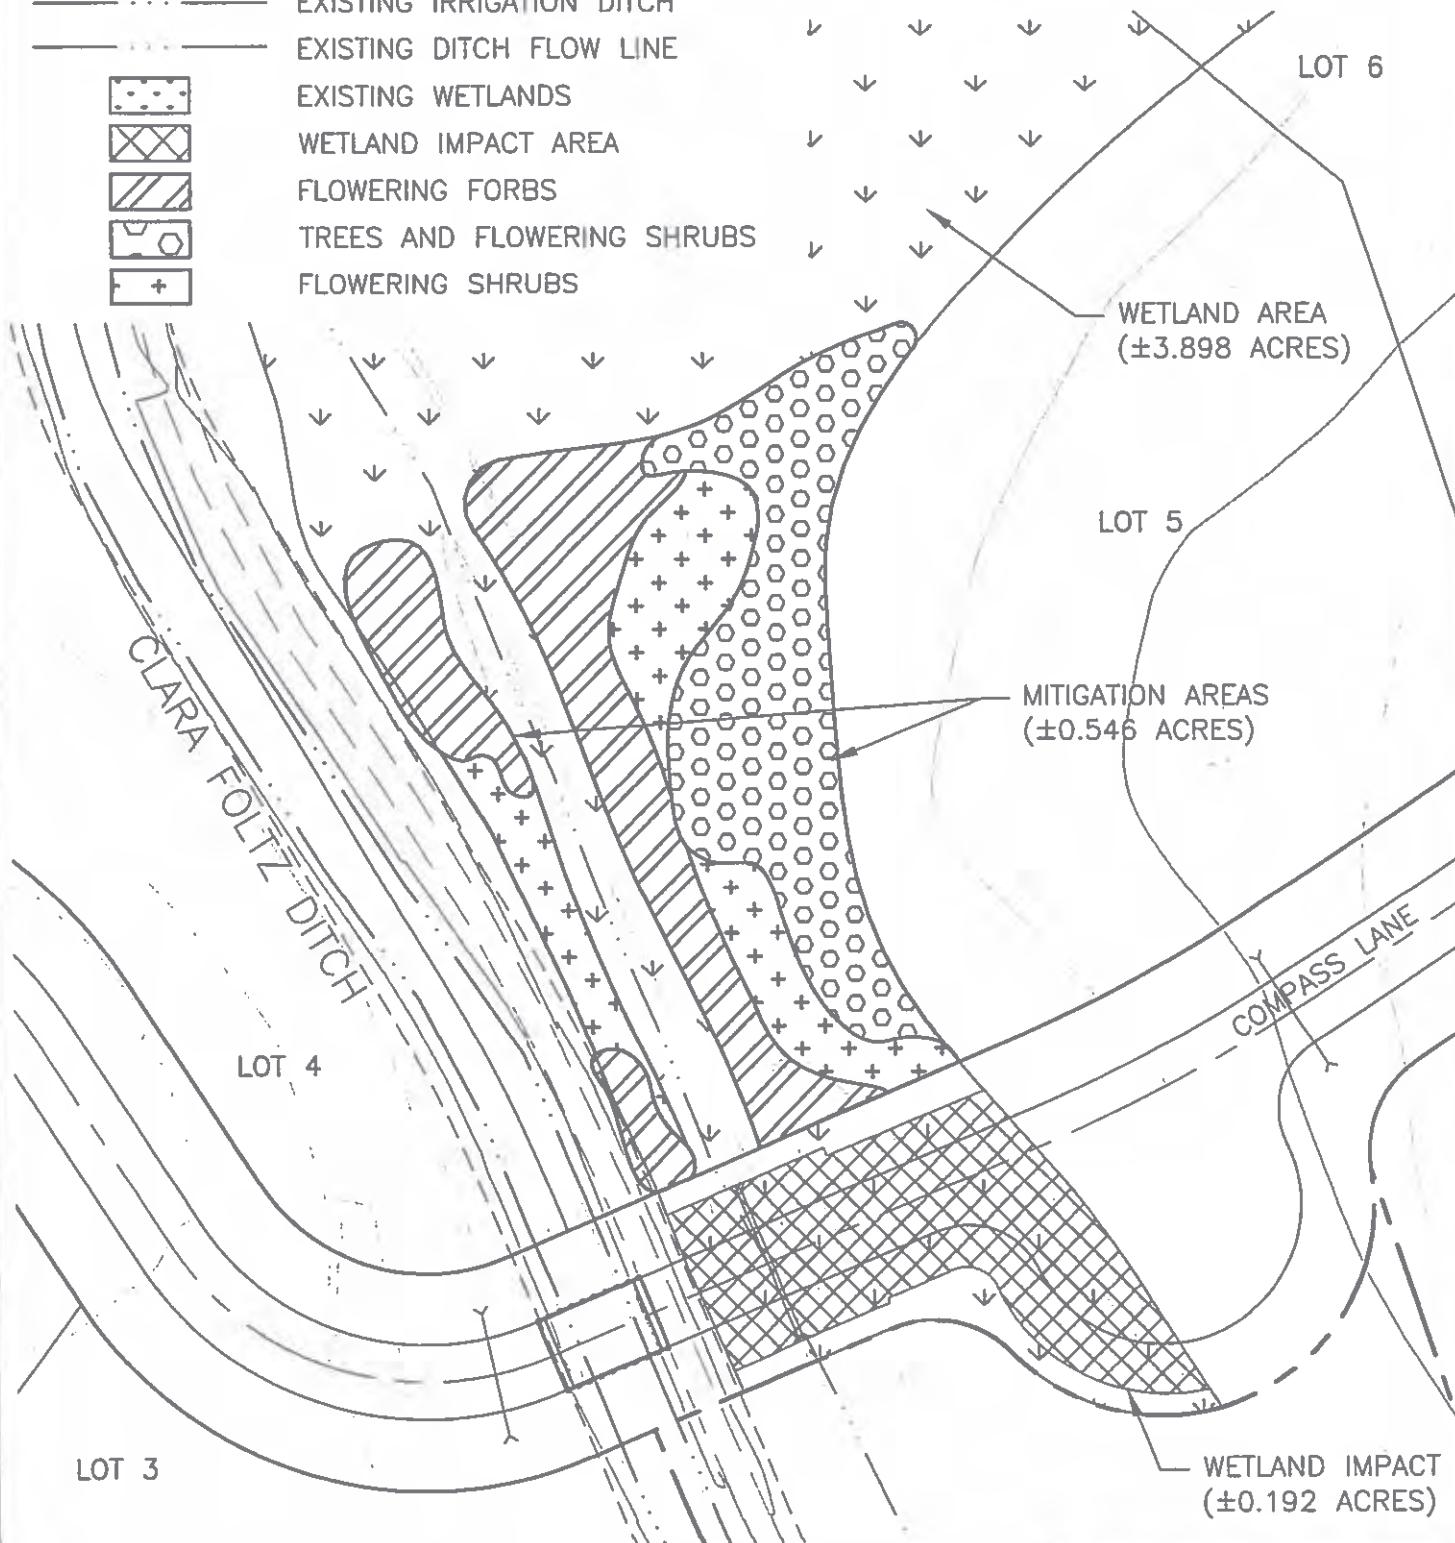 EXISTING IRRIGATION DITCH
EXISTING DITCH FLOW LINE
EXISTING WETLANDS
WETLAND IMPACT AREA
FLOWERING FORBS
TREES AND FLOWERING SHRUBS
FLOWERING SHRUBS
LOT 6
WETLAND AREA
(±3.898 ACRES)
LOT 5
MITIGATION AREAS
(±0.546 ACRES)
CLARA FOLTZ DITCH
COMPASS LANE
LOT 4
LOT 3
WETLAND IMPACT
(±0.192 ACRES)